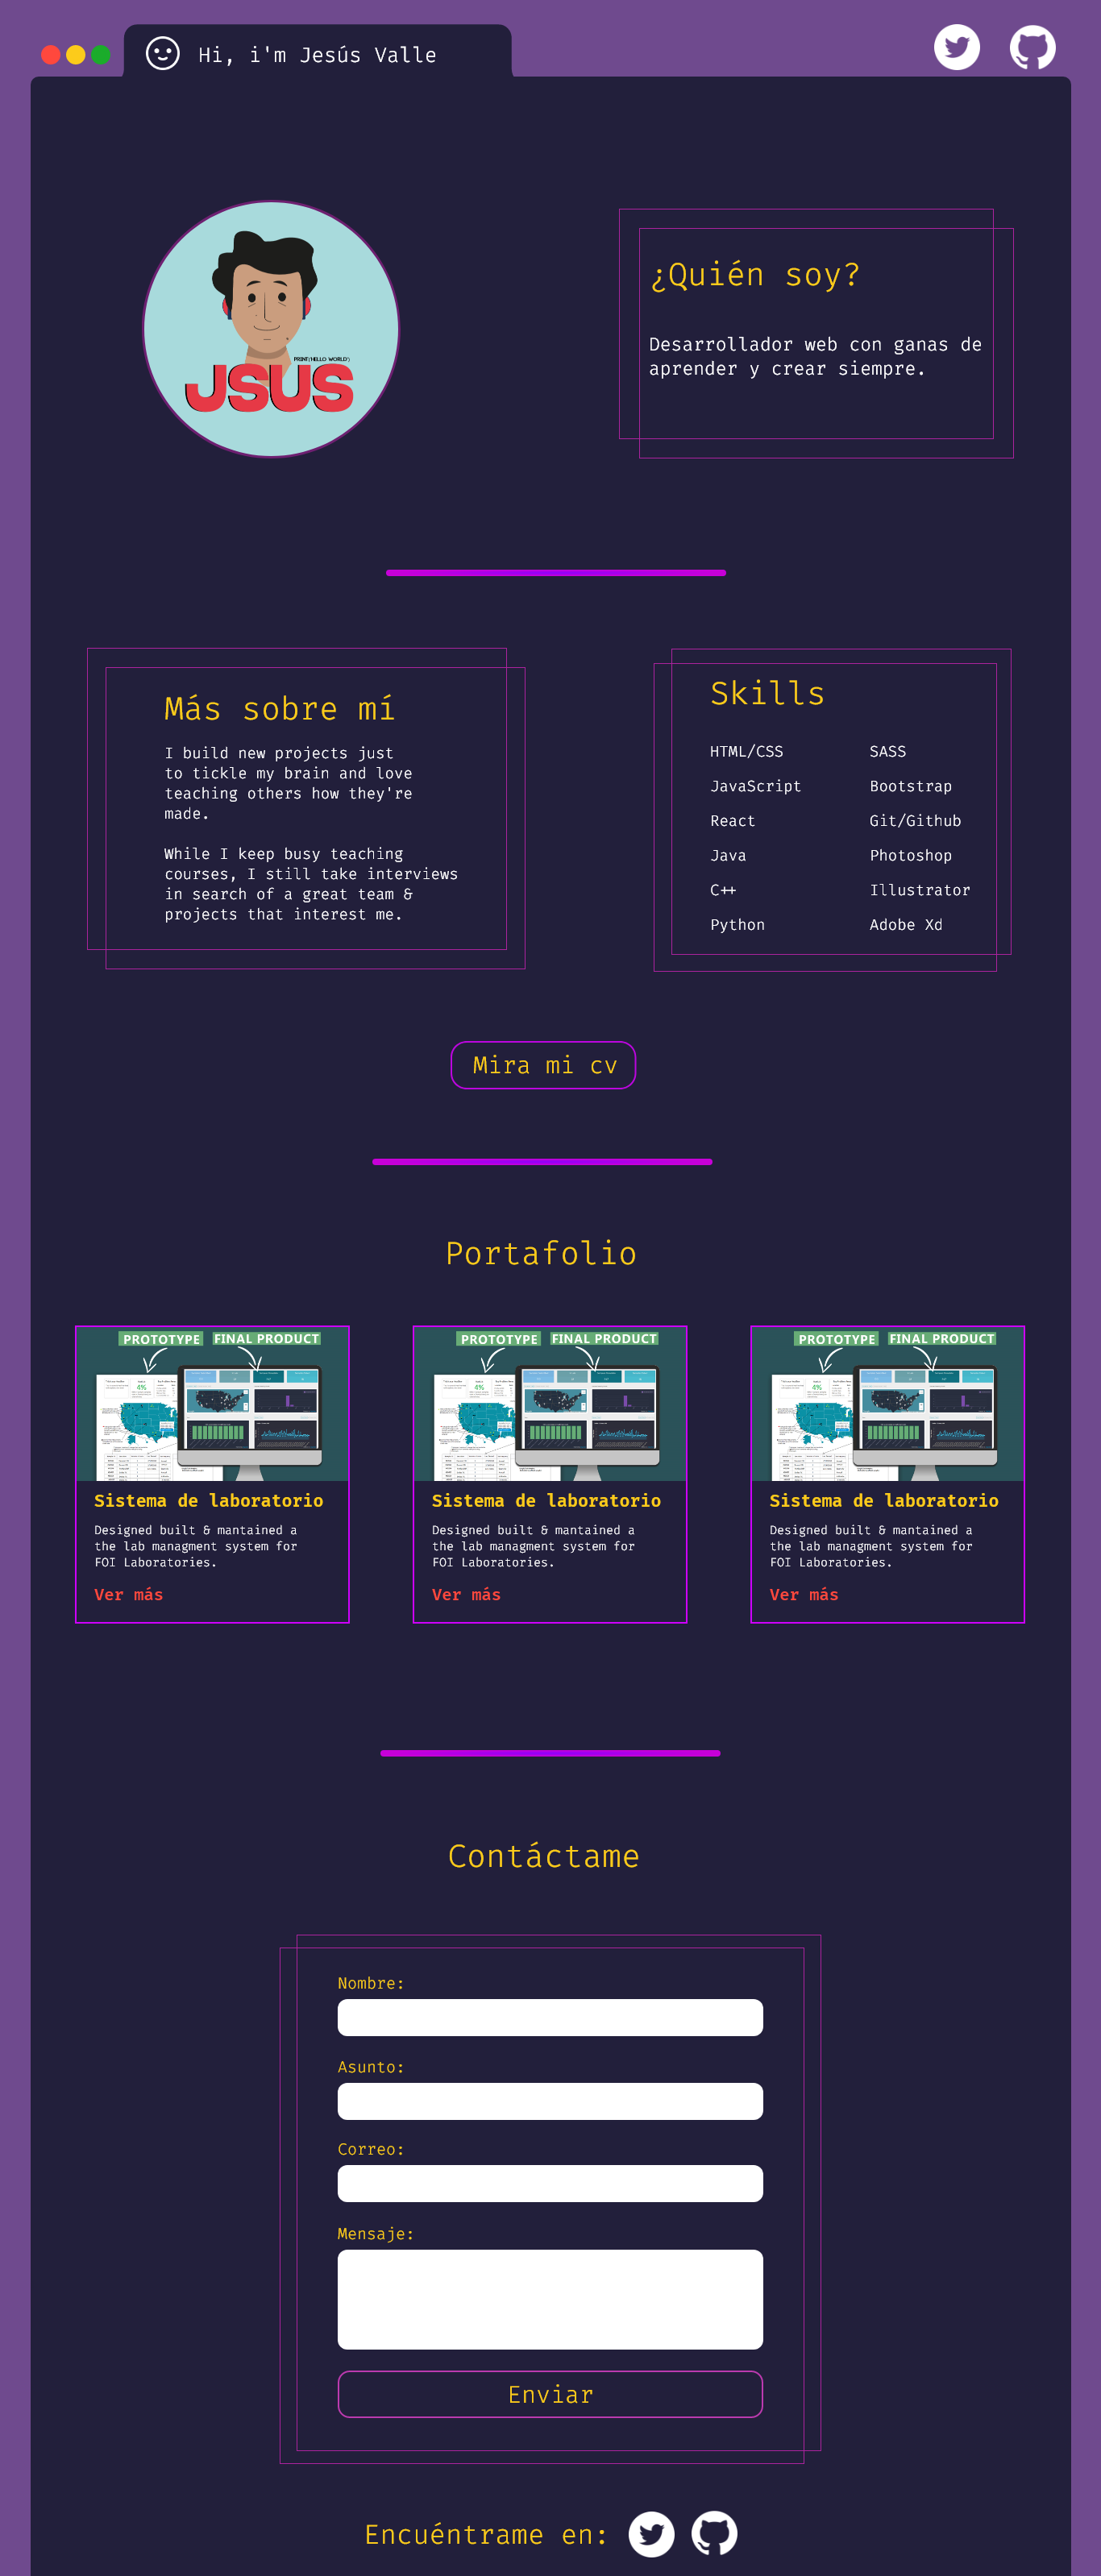 Hi, i'm Jesús Valle
PRINT('HELLO WORLD')
JSUS
¿Quién soy?
Desarrollador web con ganas de
aprender y crear siempre.
Más sobre mí
I build new projects just
to tickle my brain and love
teaching others how they're
made.
While I keep busy teaching
courses, I still take interviews
in search of a great team &
projects that interest me.
Skills
HTML/CSS
JavaScript
React
Java
C++
Python
SASS
Bootstrap
Git/Github
Photoshop
Illustrator
Adobe Xd
Mira mi cv
Portafolio
PROTOTYPE FINAL PRODUCT
4%
Sistema de laboratorio
Designed built & mantained a
the lab managment system for
FOI Laboratories.
Ver más
PROTOTYPE FINAL PRODUCT
4%
Sistema de laboratorio
Designed built & mantained a
the lab managment system for
FOI Laboratories.
Ver más
PROTOTYPE FINAL PRODUCT
4%
Sistema de laboratorio
Designed built & mantained a
the lab managment system for
FOI Laboratories.
Ver más
Contáctame
Nombre:
Asunto:
Correo:
Mensaje:
Enviar
Encuéntrame en: